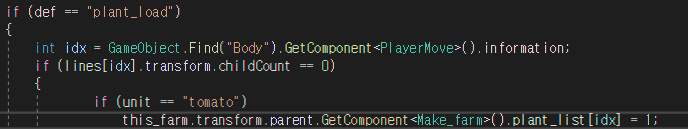 if (def == "plant_load")
{
int idx = GameObject.Find("Body").GetComponent<PlayerMove>().information;
if (lines[idx].transform.childCount == 0)
{
if (unit == "tomato")
this_farm.transform.parent.GetComponent<Make_farm>().plant_list[idx] = 1;